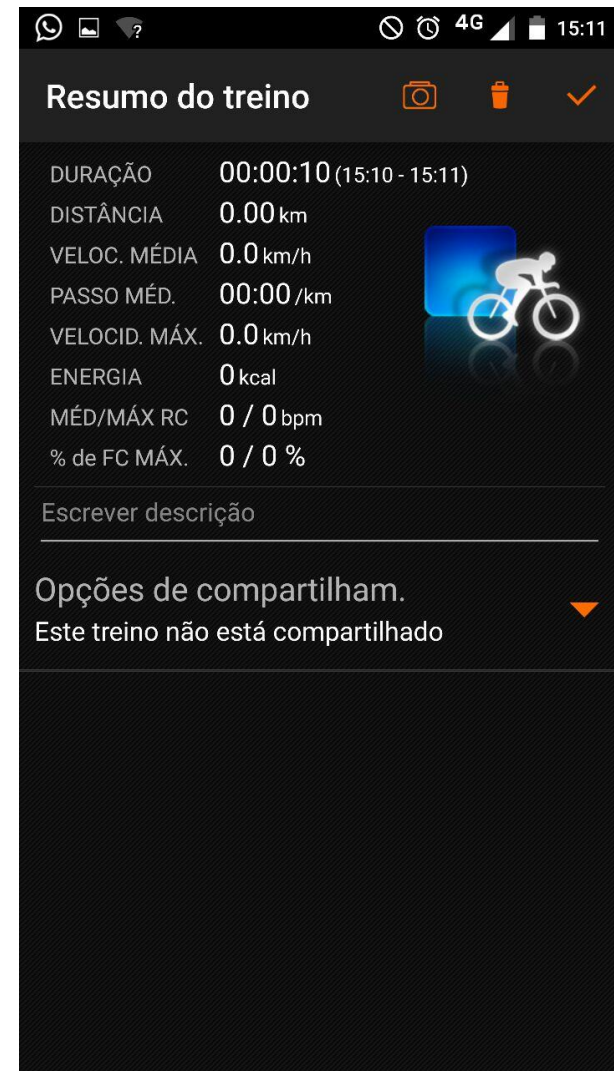 4G 15:11
Resumo do treino
DURAÇÃO 00:00:10 (15:10 - 15:11)
DISTÂNCIA 0.00 km
VELOC. MÉDIA 0.0 km/h
PASSO MÉD. 00:00 /km
VELOCID. MÁX. 0.0 km/h
ENERGIA 0 kcal
MÉD/MÁX RC 0 / 0 bpm
% de FC MÁX. 0 / 0 %
Escrever descrição
Opções de compartilham.
Este treino não está compartilhado